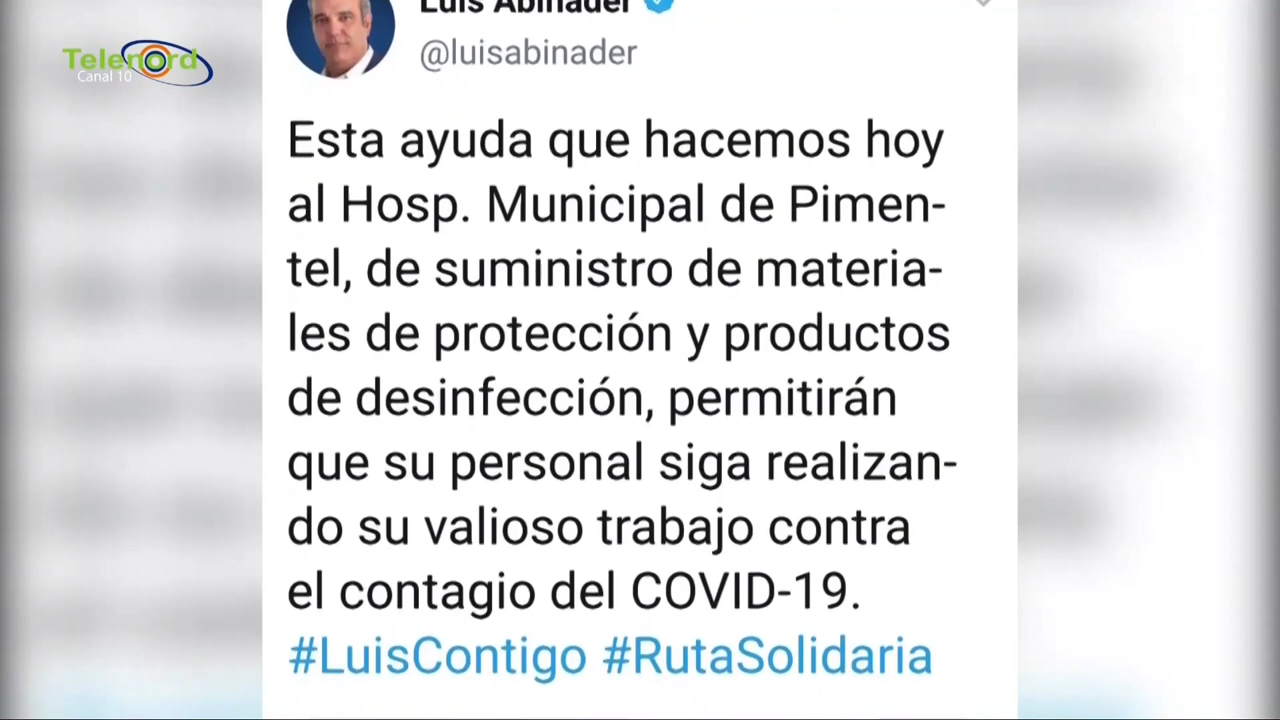 Luis Abinader
@luisabinader
Telenord
Canal 10
Esta ayuda que hacemos hoy
al Hosp. Municipal de Pimen-
tel, de suministro de materia-
les de protección y productos
de desinfección, permitirán
que su personal siga realizan-
do su valioso trabajo contra
el contagio del COVID-19.
#LuisContigo #RutaSolidaria